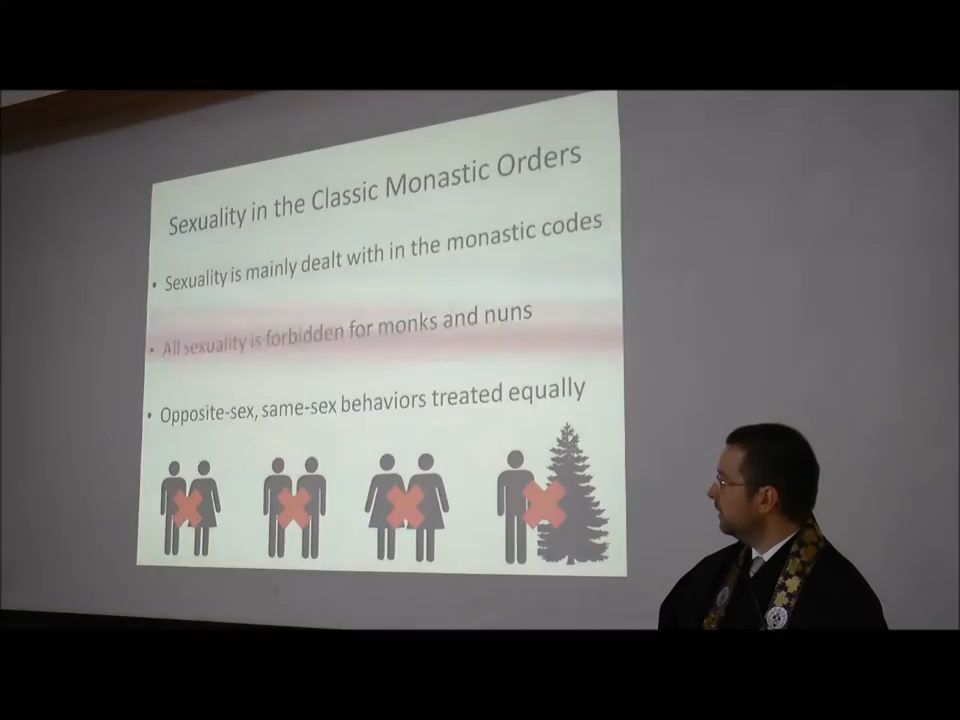 Sexuality in the Classic Monastic Orders
• Sexuality is mainly dealt with in the monastic codes
• All sexuality is forbidden for monks and nuns
• Opposite-sex, same-sex behaviors treated equally